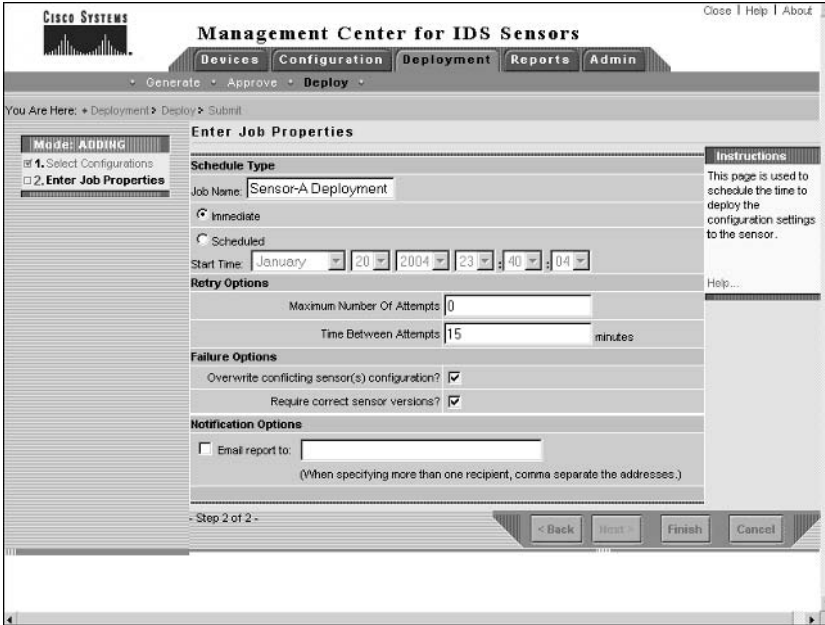 Close | Help | About
CISCO SYSTEMS
Management Center for IDS Sensors
Devices Configuration Deployment Reports Admin
Generate Approve Deploy
You Are Here: Deployment > Deploy > Submit
Mode: ADDING
1. Select Configurations
2. Enter Job Properties
Enter Job Properties
Schedule Type
Job Name: Sensor-A Deployment
Immediate
Scheduled
Start Time: January 20 2004 23 : 40 : 04
Retry Options
Maximum Number Of Attempts 0
Time Between Attempts 15 minutes
Failure Options
Overwrite conflicting sensor(s) configuration?
Require correct sensor versions?
Notification Options
Email report to:
(When specifying more than one recipient, comma separate the addresses.)
- Step 2 of 2 -
< Back Next > Finish Cancel
Instructions
This page is used to
schedule the time to
deploy the
configuration settings
to the sensor.
Help...